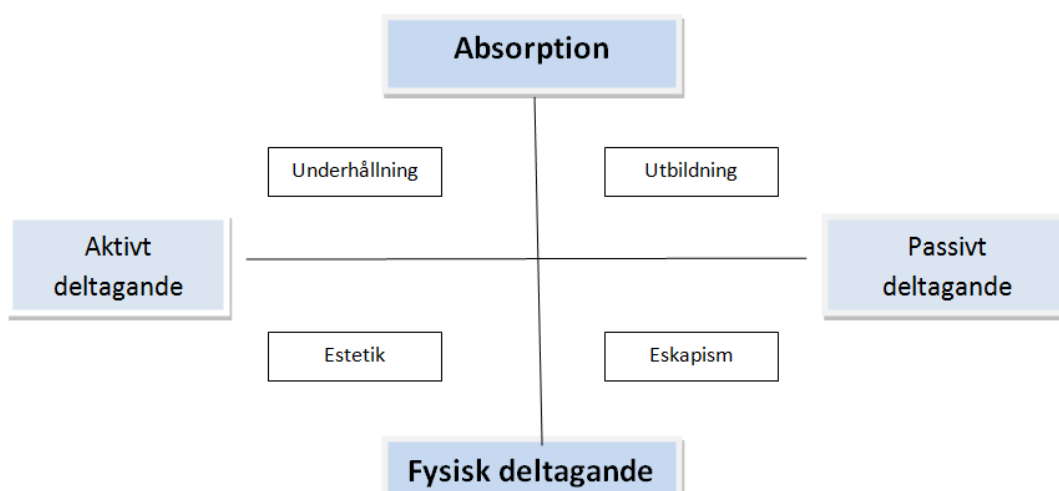 Absorption
Underhållning
Utbildning
Aktivt
deltagande
Passivt
deltagande
Estetik
Eskapism
Fysisk deltagande